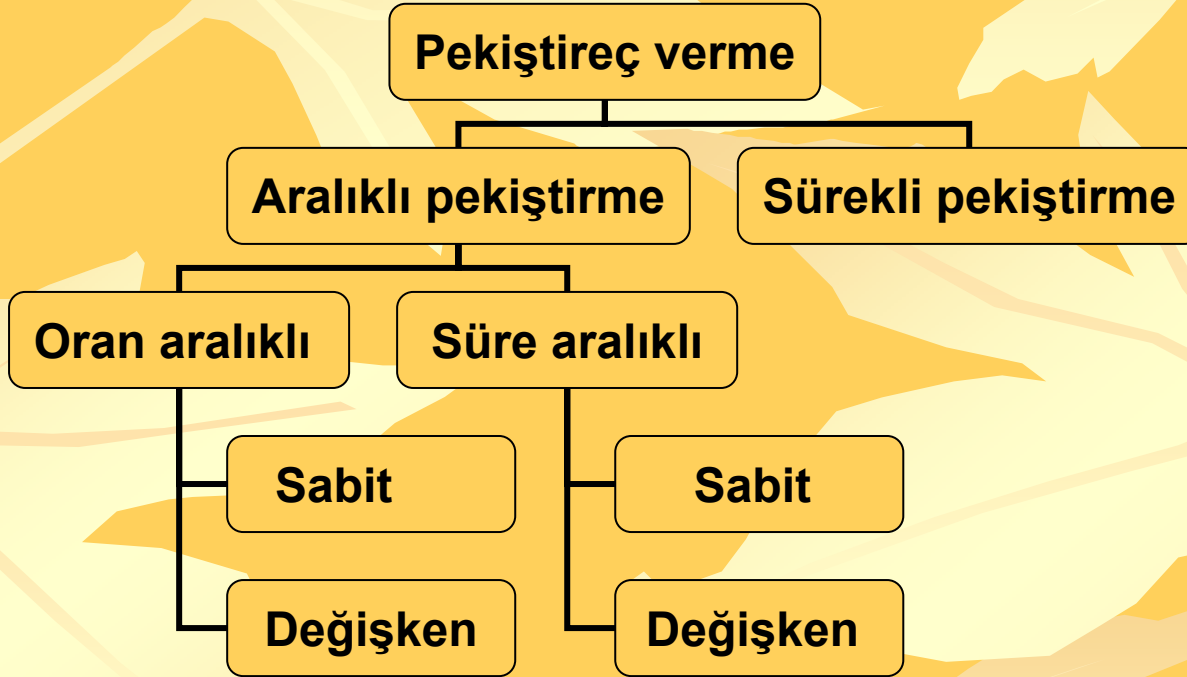 Pekiştireç verme
Aralıklı pekiştirme
Sürekli pekiştirme
Oran aralıklı
Süre aralıklı
Sabit
Sabit
Değişken
Değişken